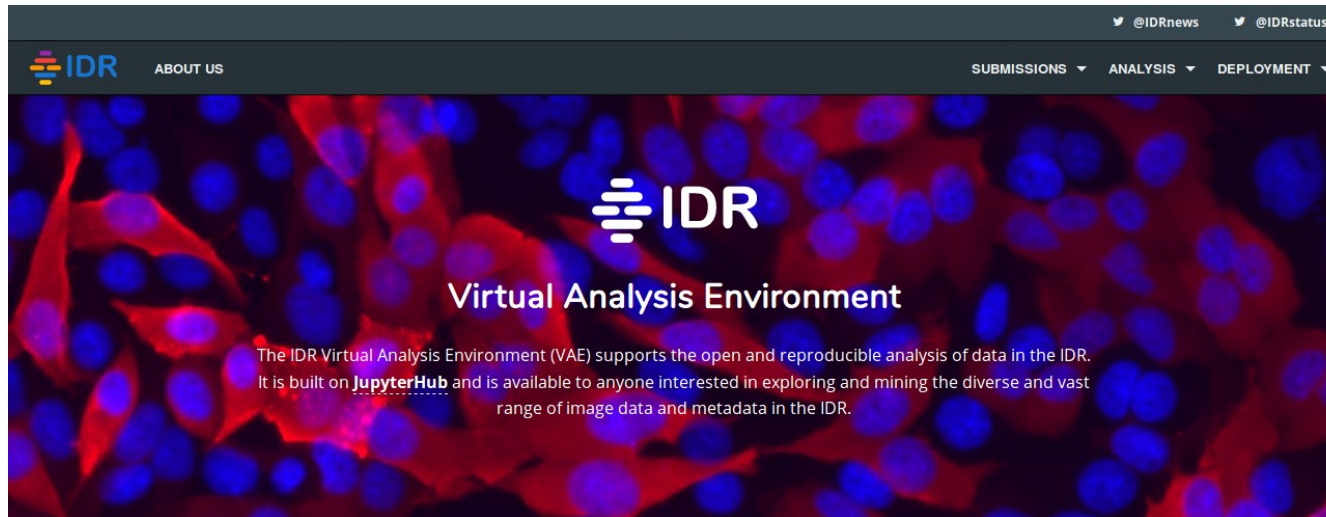 @IDRnews @IDRstatus
IDR ABOUT US SUBMISSIONS ANALYSIS DEPLOYMENT
IDR
Virtual Analysis Environment
The IDR Virtual Analysis Environment (VAE) supports the open and reproducible analysis of data in the IDR.
It is built on JupyterHub and is available to anyone interested in exploring and mining the diverse and vast
range of image data and metadata in the IDR.